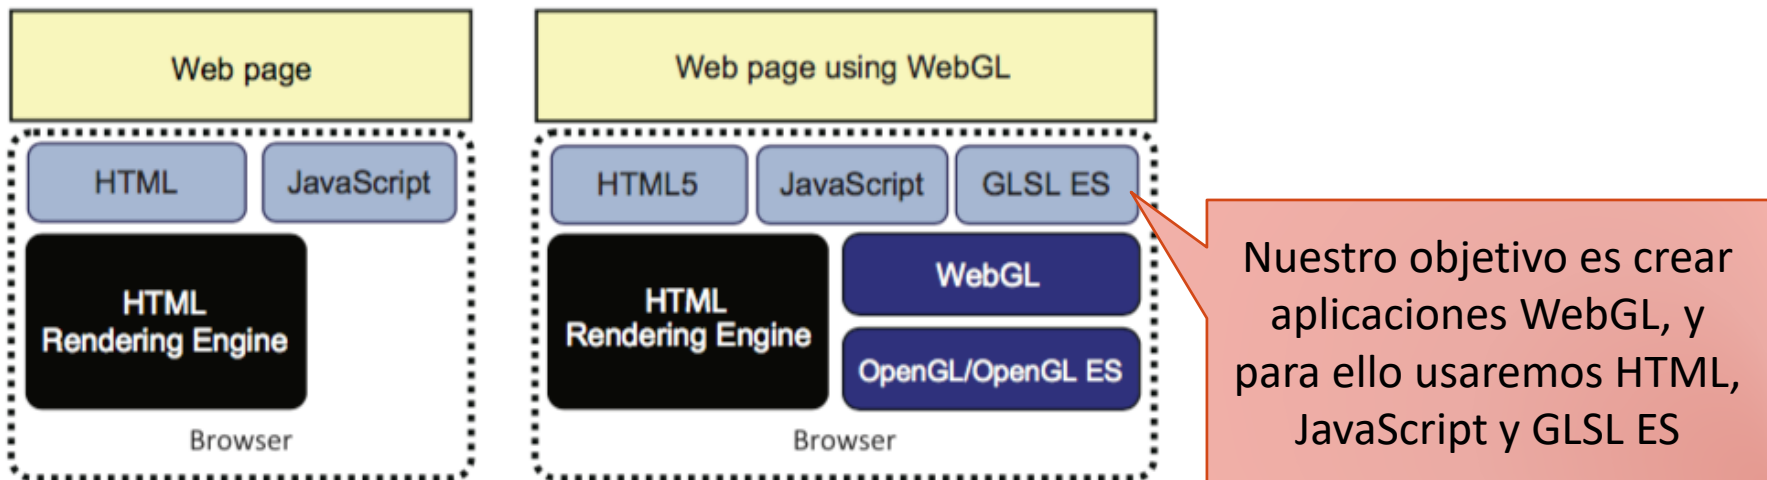 Web page
HTML
JavaScript
HTML
Rendering Engine
Browser
Web page using WebGL
HTML5
JavaScript
GLSL ES
HTML
Rendering Engine
WebGL
OpenGL/OpenGL ES
Browser
Nuestro objetivo es crear
aplicaciones WebGL, y
para ello usaremos HTML,
JavaScript y GLSL ES